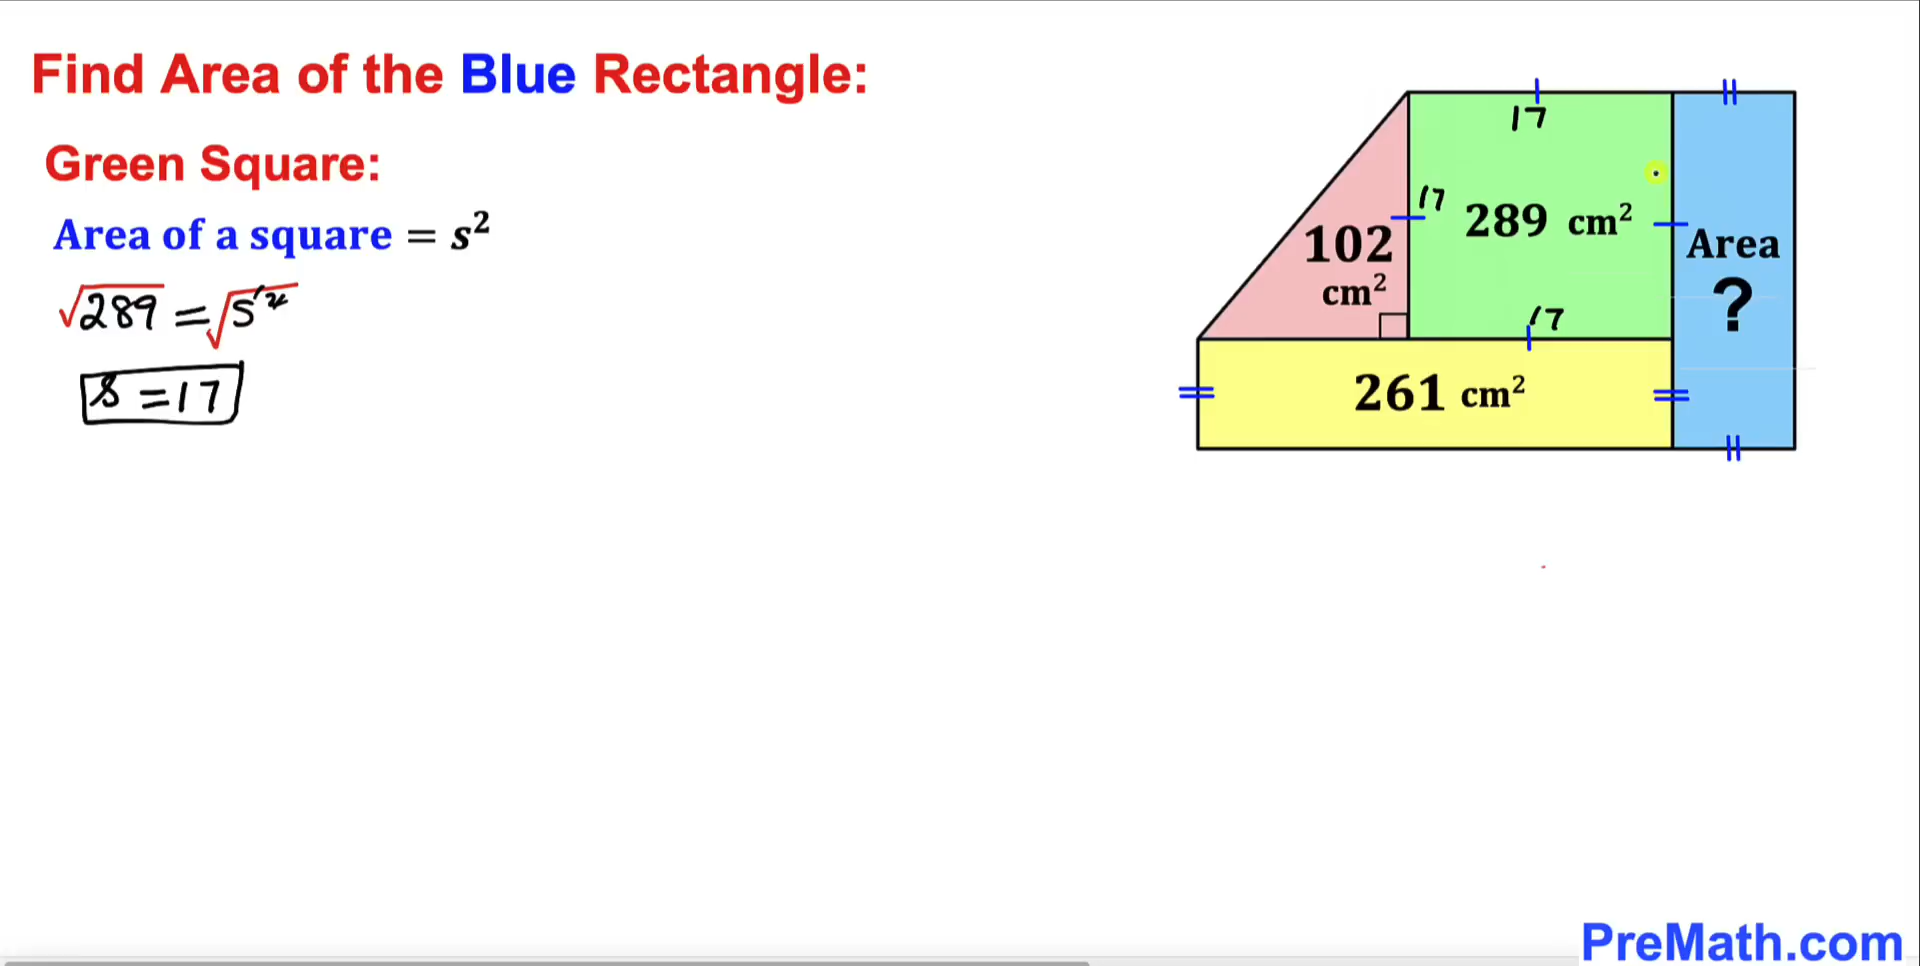 Find Area of the Blue Rectangle:
Green Square:
Area of a square = s²
√289 = √s²
s = 17
17
17
289 cm²
102
cm²
Area
?
17
261 cm²
PreMath.com